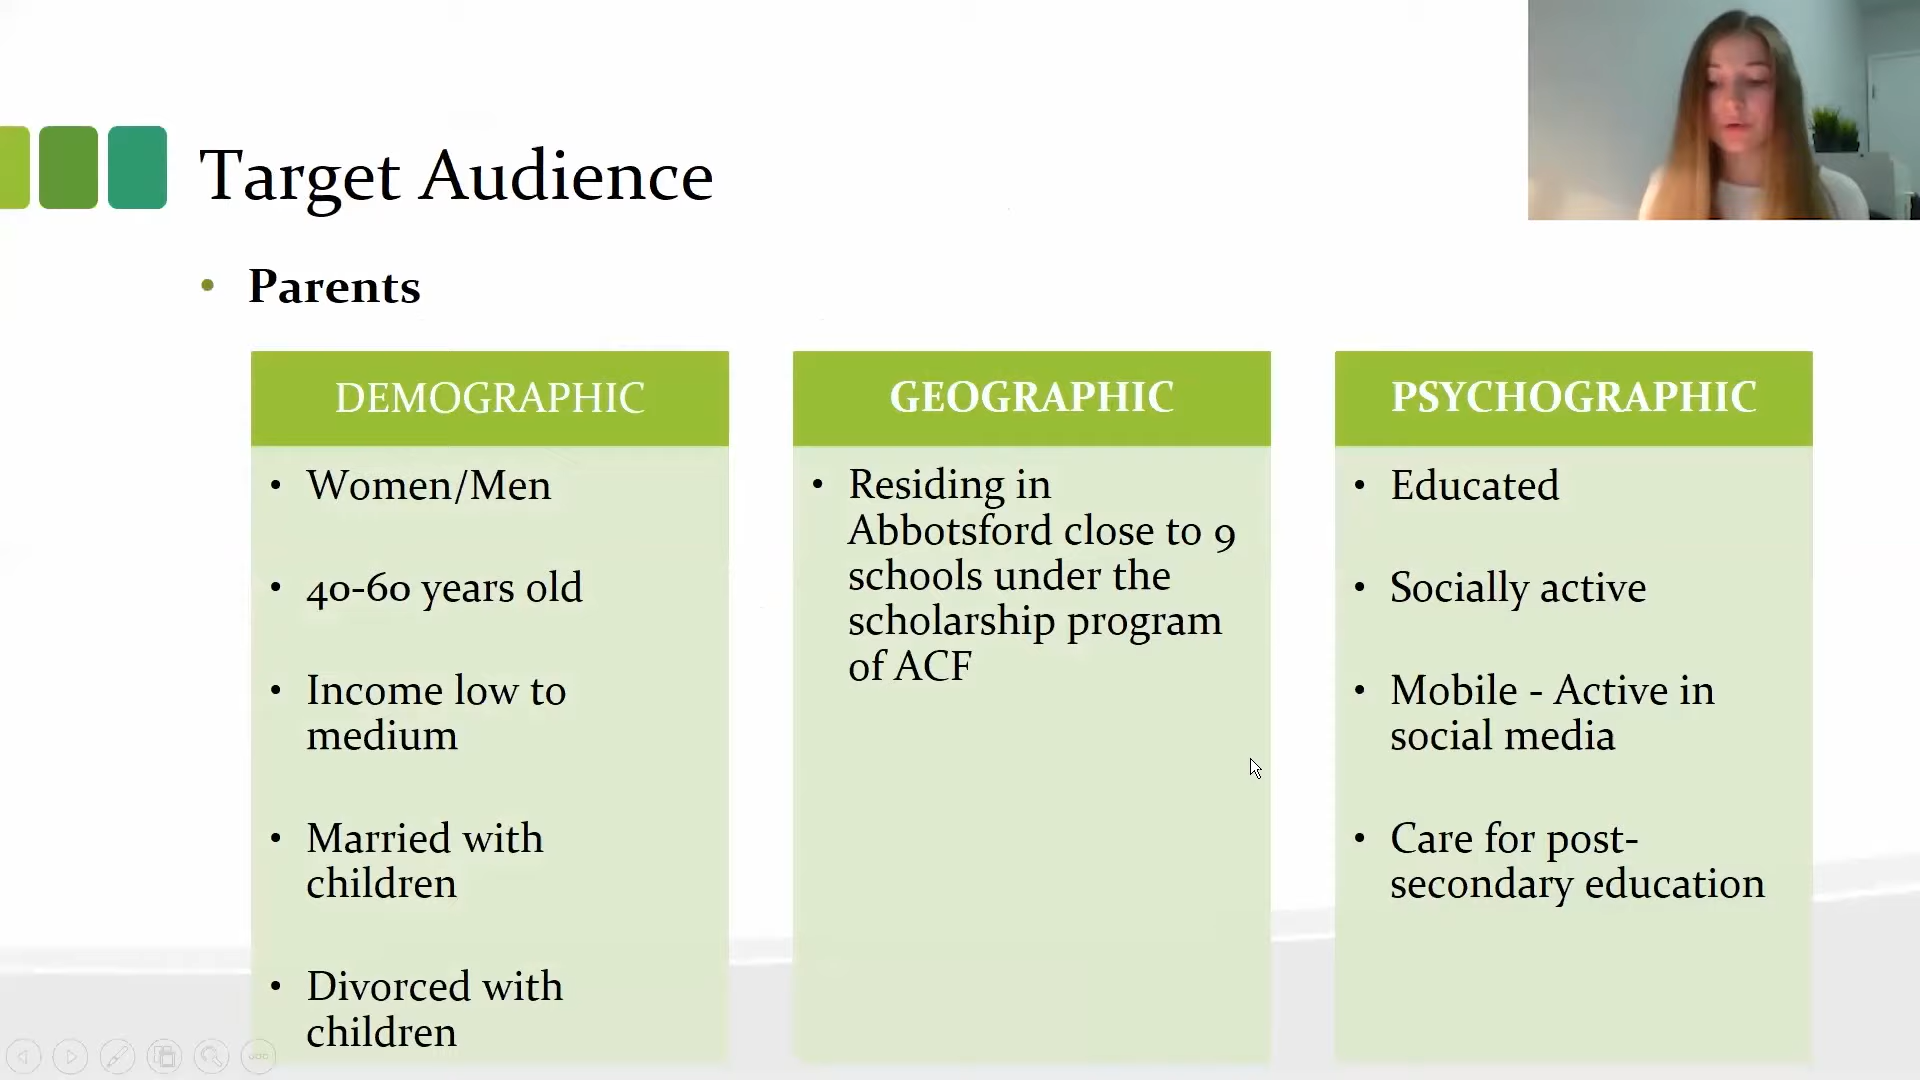 Target Audience
• Parents
DEMOGRAPHIC
• Women/Men
• 40-60 years old
• Income low to
medium
• Married with
children
• Divorced with
children
GEOGRAPHIC
• Residing in
Abbotsford close to 9
schools under the
scholarship program
of ACF
PSYCHOGRAPHIC
• Educated
• Socially active
• Mobile - Active in
social media
• Care for post-
secondary education